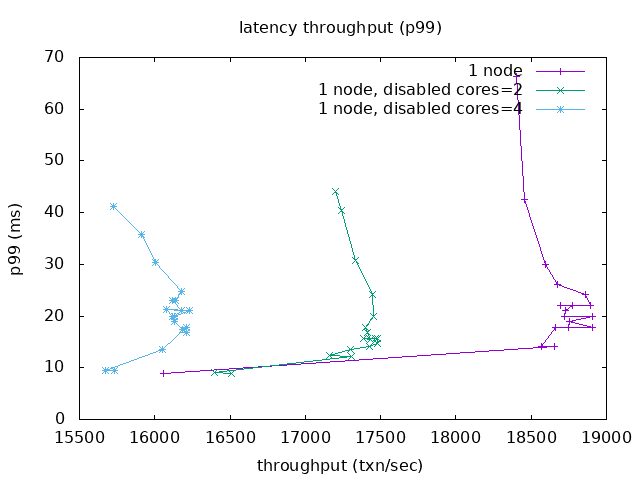 latency throughput (p99)
70
60
50
40
30
20
10
0
p99 (ms)
1 node
1 node, disabled cores=2
1 node, disabled cores=4
15500 16000 16500 17000 17500 18000 18500 19000
throughput (txn/sec)